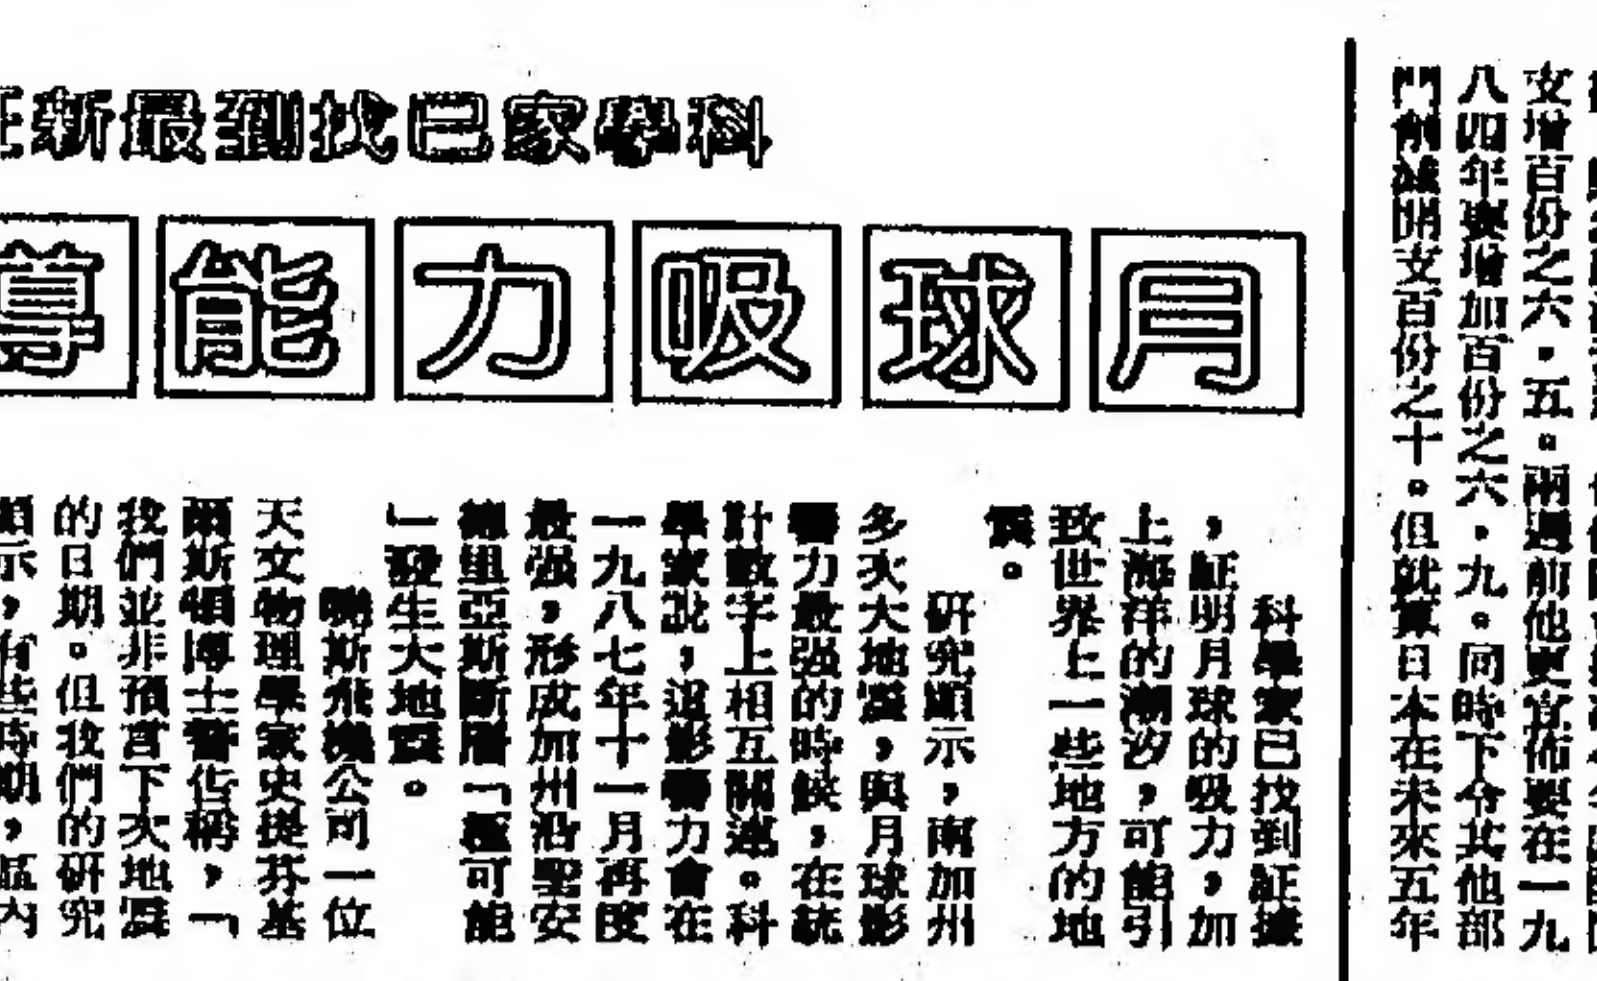 支增百份之六．五。兩週前他更宣佈要在一九
八四年要增加百份之六．九。同時下令其他部
門削減開支百份之十。但就算日本在未來五年
科學家已找到最新
月球吸力能導
科學家已找到証據
，証明月球的吸力，加
上海洋的潮汐，可能引
致世界上一些地方的地
震。
研究顯示，南加州
多次大地震，與月球影
響力最强的時候，在統
計數字上相互關連。科
學家說，這影響力會在
一九八七年十一月再度
最强，形成加州沿聖安
德里亞斯斷層「極可能
」發生大地震。
曉斯飛機公司一位
天文物理學家史提芬基
爾斯頓博士警告稱，「
我們並非預言下次大地震
的日期。但我們的研究
顯示，有些時期，區內